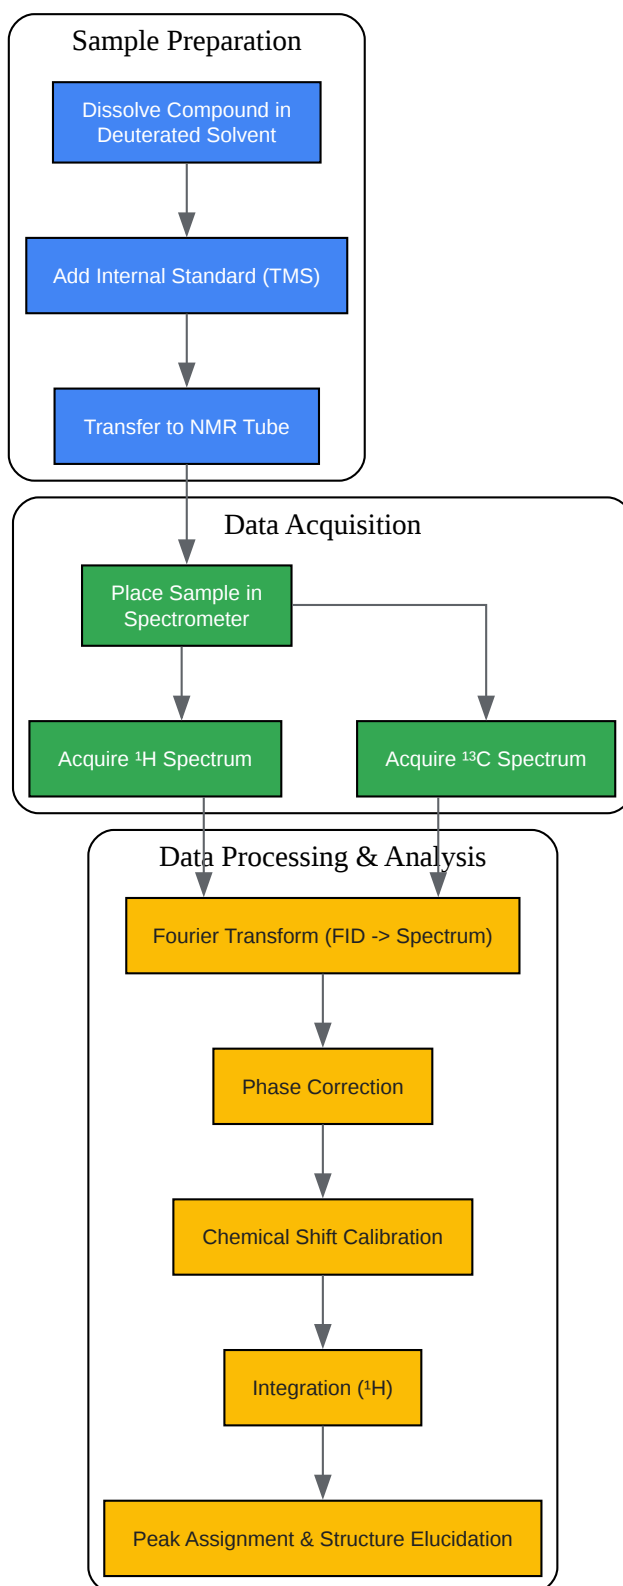 Sample Preparation
Dissolve Compound in
Deuterated Solvent
Add Internal Standard (TMS)
Transfer to NMR Tube
Data Acquisition
Place Sample in
Spectrometer
Acquire ¹H Spectrum
Acquire ¹³C Spectrum
Data Processing & Analysis
Fourier Transform (FID -> Spectrum)
Phase Correction
Chemical Shift Calibration
Integration (¹H)
Peak Assignment & Structure Elucidation